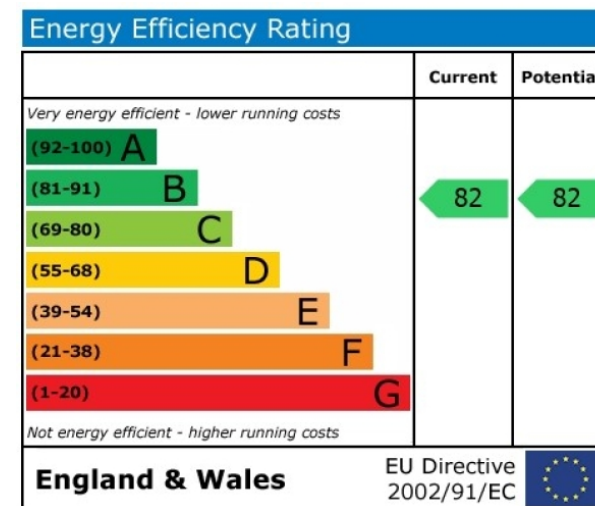 Energy Efficiency Rating
Current Potentia
Very energy efficient - lower running costs
(92-100) A
(81-91) B
82 82
(69-80) C
(55-68) D
(39-54) E
(21-38) F
(1-20) G
Not energy efficient - higher running costs
England & Wales
EU Directive
2002/91/EC